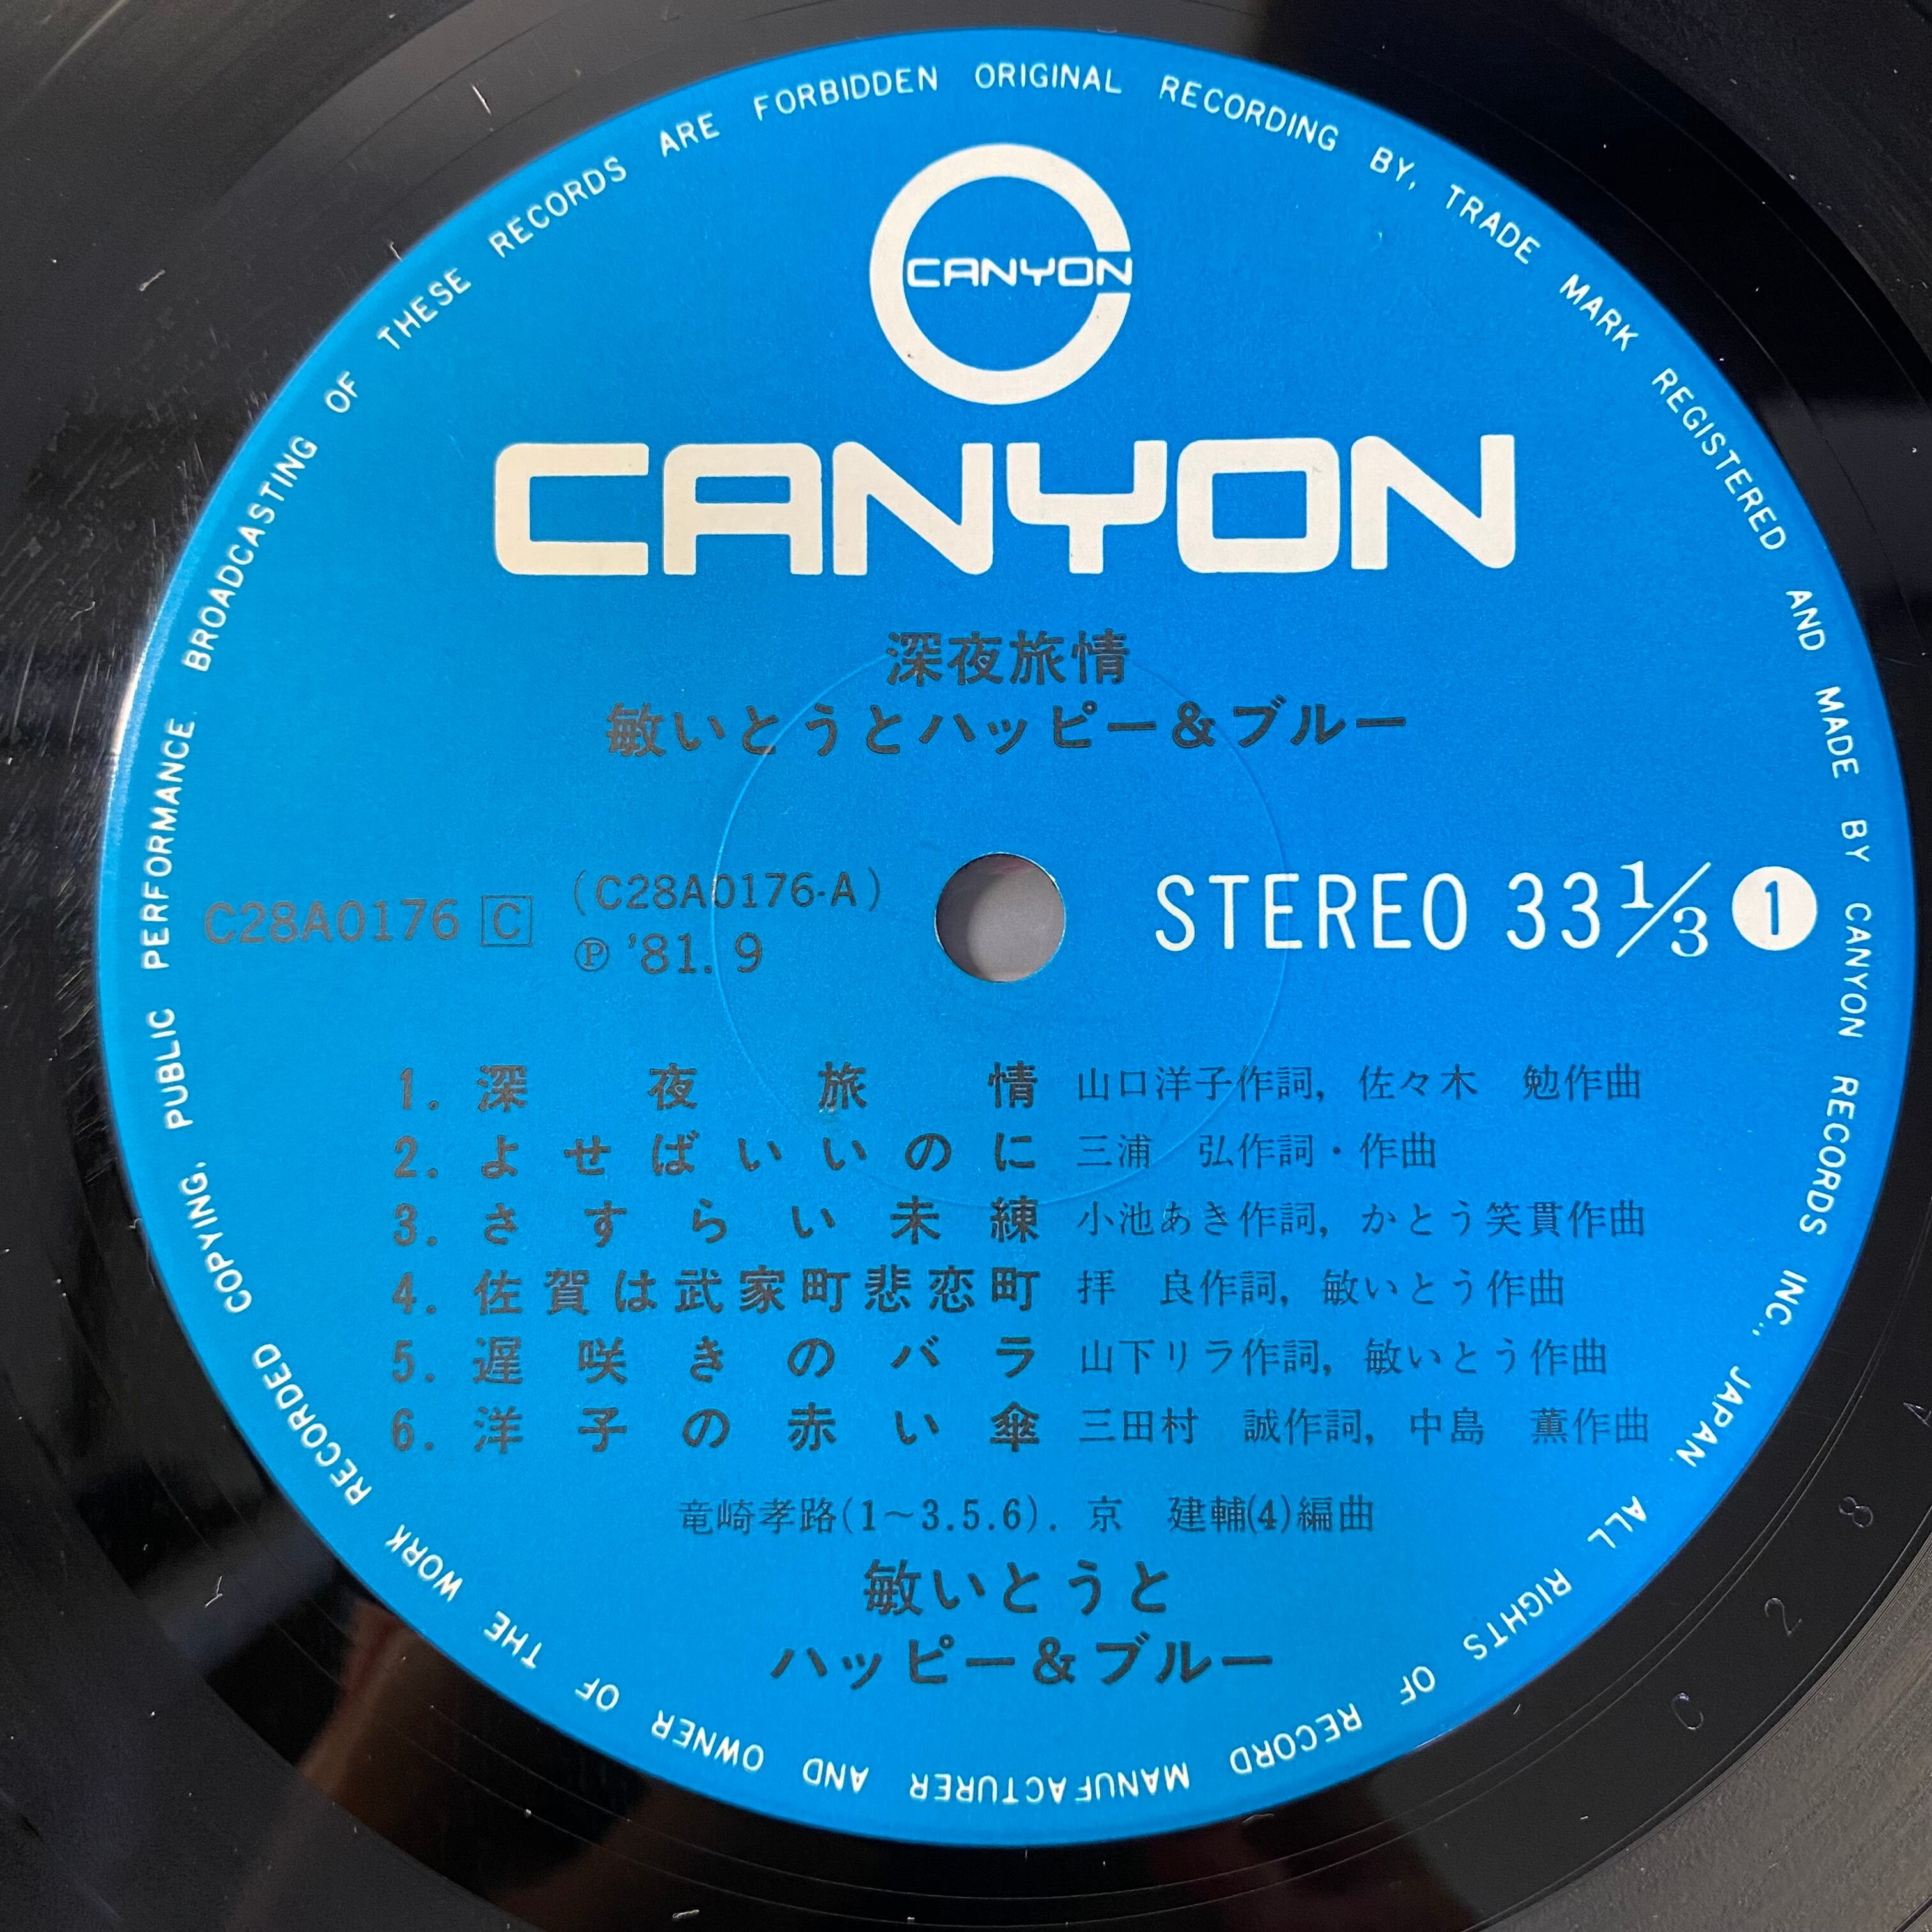 CANYON
CANYON
深夜旅情
敏いとうとハッピー＆ブルー
C28A0176 C (C28A0176-A)
Ⓟ '81. 9
STEREO 33 1/3 1
1. 深夜旅情 山口洋子作詞, 佐々木 勉作曲
2. よせばいいのに 三浦 弘作詞・作曲
3. さすらい未練 小池あき作詞, かとう笑貫作曲
4. 佐賀は武家町悲恋町 拝 良作詞, 敏いとう作曲
5. 遅咲きのバラ 山下リラ作詞, 敏いとう作曲
6. 洋子の赤い傘 三田村 誠作詞, 中島 薫作曲
竜崎孝路(1～3.5.6). 京 建輔(4)編曲
敏いとうと
ハッピー＆ブルー
ORIGINAL RECORDING BY, TRADE MARK REGISTERED AND MADE BY CANYON RECORDS INC., JAPAN ALL RIGHTS OF RECORD MANUFACTURER AND OWNER OF THE WORK RECORDED COPYING, PUBLIC PERFORMANCE BROADCASTING OF THESE RECORDS ARE FORBIDDEN
C 2 8